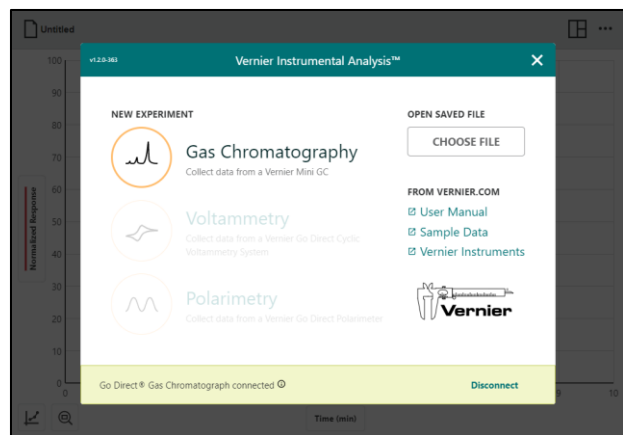 Untitled
v1.2.0-363
Vernier Instrumental Analysis™
NEW EXPERIMENT
Gas Chromatography
Collect data from a Vernier Mini GC
Voltammetry
Collect data from a Vernier Go Direct Cyclic
Voltammetry System
Polarimetry
Collect data from a Vernier Go Direct Polarimeter
OPEN SAVED FILE
CHOOSE FILE
FROM VERNIER.COM
User Manual
Sample Data
Vernier Instruments
Vernier
Go Direct® Gas Chromatograph connected
Disconnect
Normalized Response
100
90
80
70
60
50
40
30
20
10
0
0
9
10
Time (min)